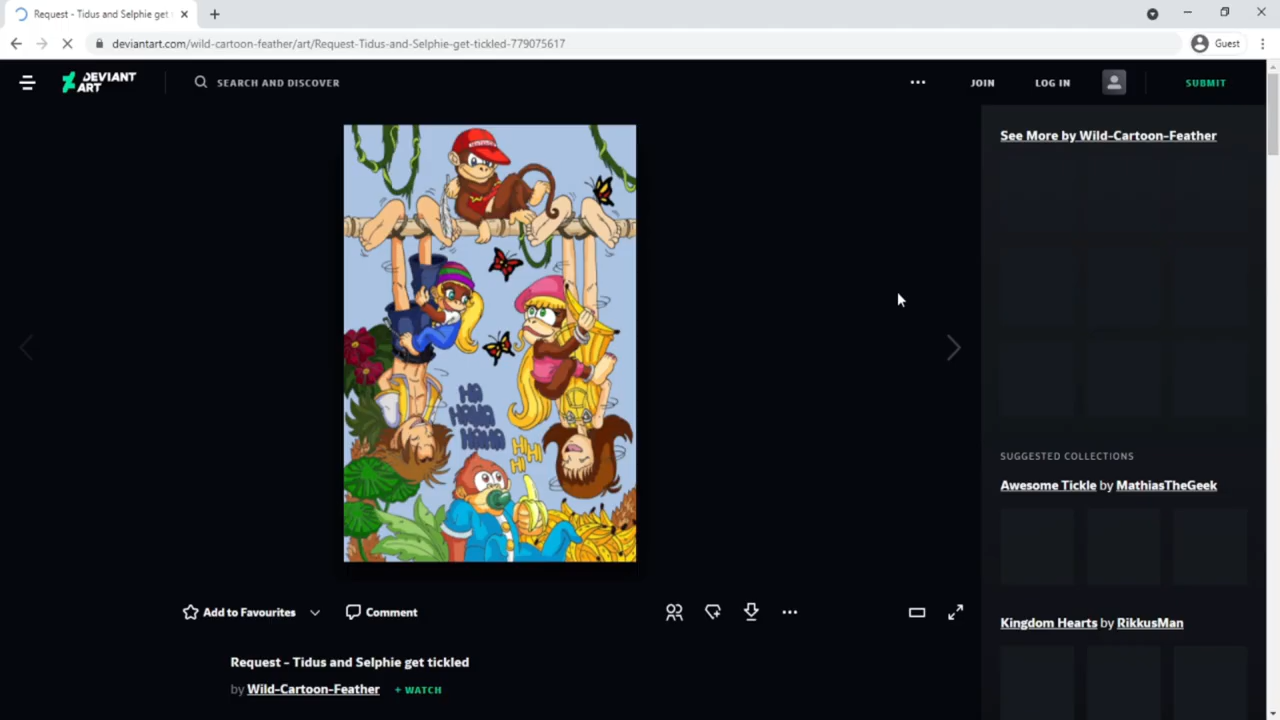 Request - Tidus and Selphie get
deviantart.com/wild-cartoon-feather/art/Request-Tidus-and-Selphie-get-tickled-779075617
Guest
DEVIANT
ART
SEARCH AND DISCOVER
JOIN
LOG IN
SUBMIT
See More by Wild-Cartoon-Feather
HA
HAHA
HAHA
HI
HI
HI
SUGGESTED COLLECTIONS
Awesome Tickle by MathiasTheGeek
Add to Favourites
Comment
Kingdom Hearts by RikkusMan
Request - Tidus and Selphie get tickled
by Wild-Cartoon-Feather + WATCH